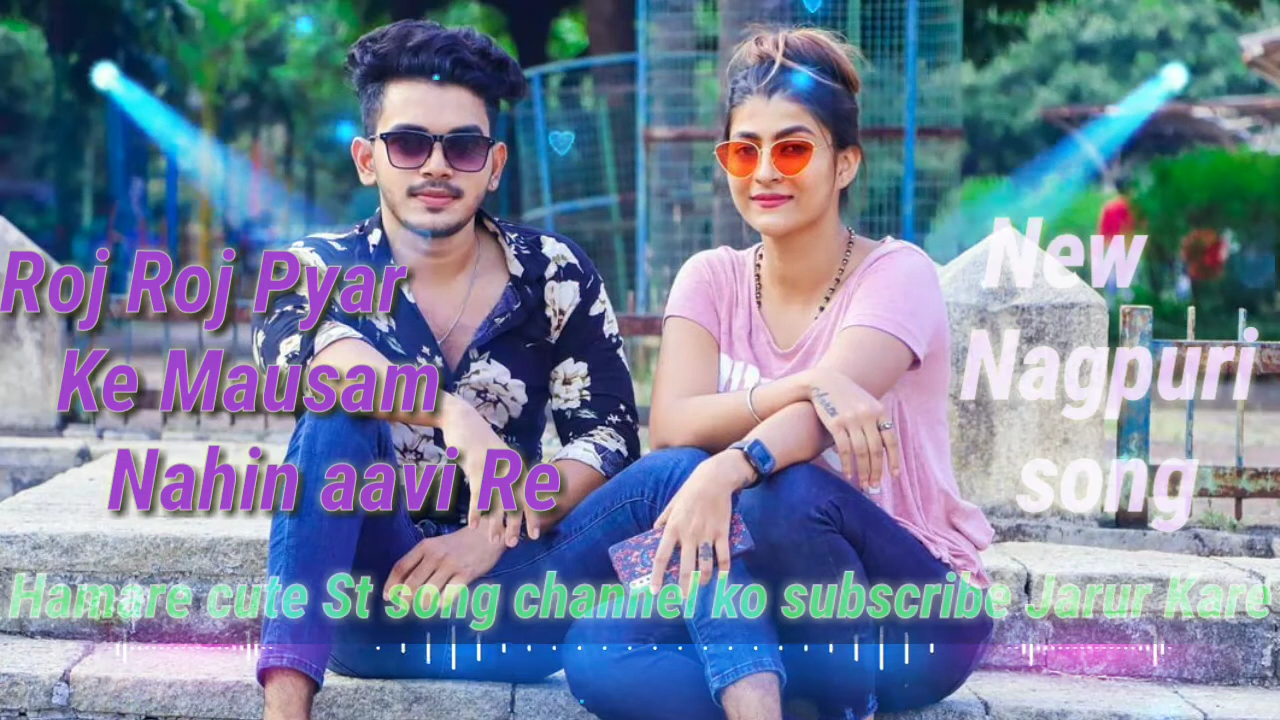 Roj Roj Pyar
Ke Mausam
Nahin aavi Re
New
Nagpuri
song
Hamare cute St song channel ko subscribe Jarur Kare